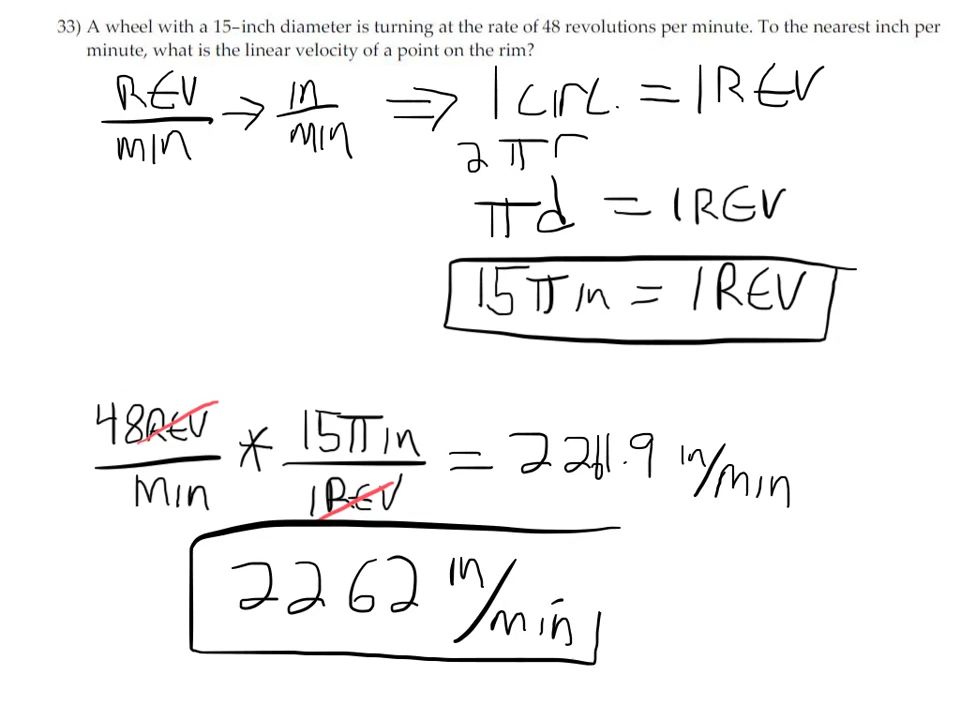 33) A wheel with a 15-inch diameter is turning at the rate of 48 revolutions per minute. To the nearest inch per
minute, what is the linear velocity of a point on the rim?
REV/min → in/min ⇒ 1 circ. = 1 REV
2πr
πd = 1 REV
15π in = 1 REV
48 REV/Min * 15π in/1 REV = 2261.9 in/min
2262 in/min